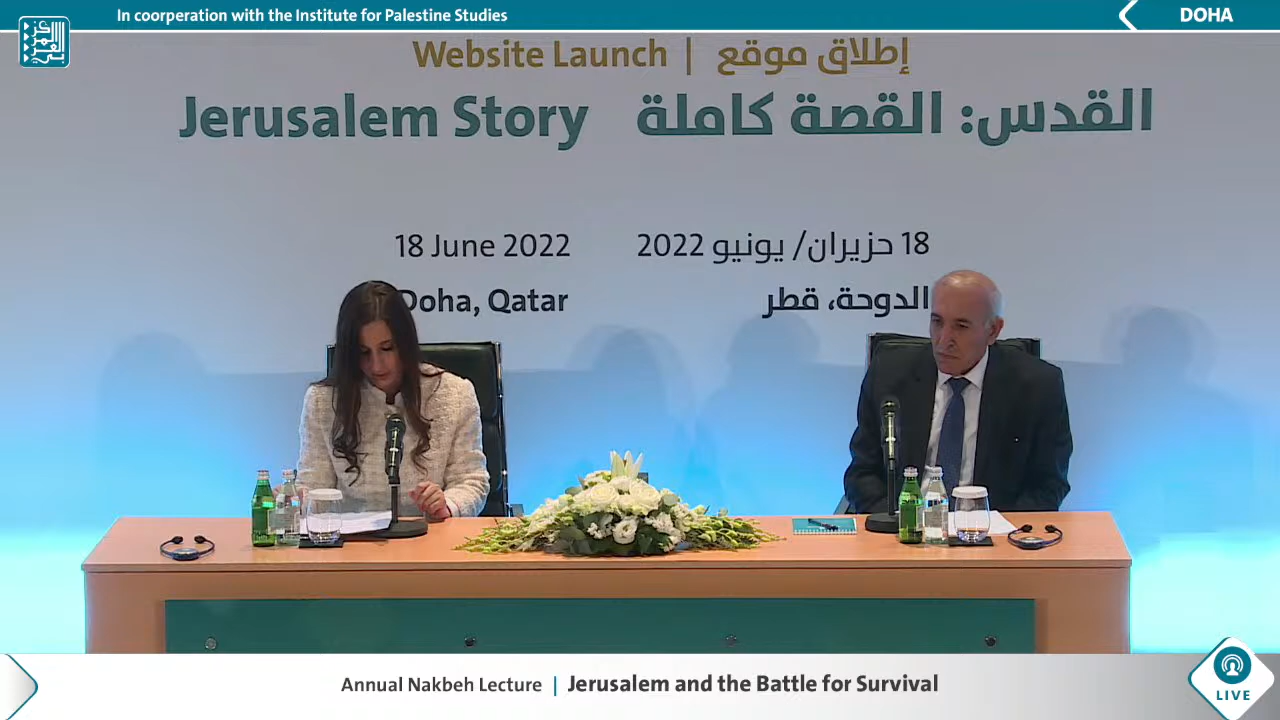 In coorperation with the Institute for Palestine Studies
DOHA
Website Launch | إطلاق موقع
Jerusalem Story القدس: القصة كاملة
18 June 2022 18 حزيران/ يونيو 2022
Doha, Qatar الدوحة، قطر
Annual Nakbeh Lecture | Jerusalem and the Battle for Survival
LIVE